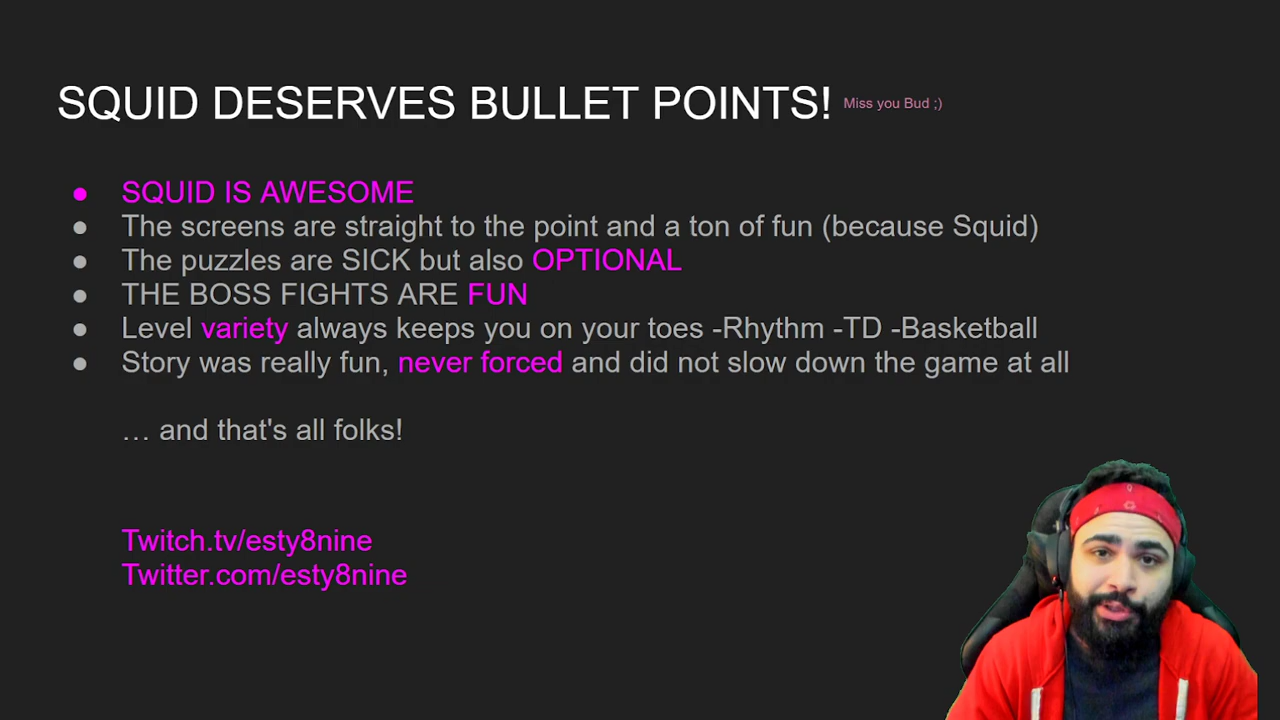 SQUID DESERVES BULLET POINTS! Miss you Bud ;)
● SQUID IS AWESOME
● The screens are straight to the point and a ton of fun (because Squid)
● The puzzles are SICK but also OPTIONAL
● THE BOSS FIGHTS ARE FUN
● Level variety always keeps you on your toes -Rhythm -TD -Basketball
● Story was really fun, never forced and did not slow down the game at all
… and that's all folks!
Twitch.tv/esty8nine
Twitter.com/esty8nine